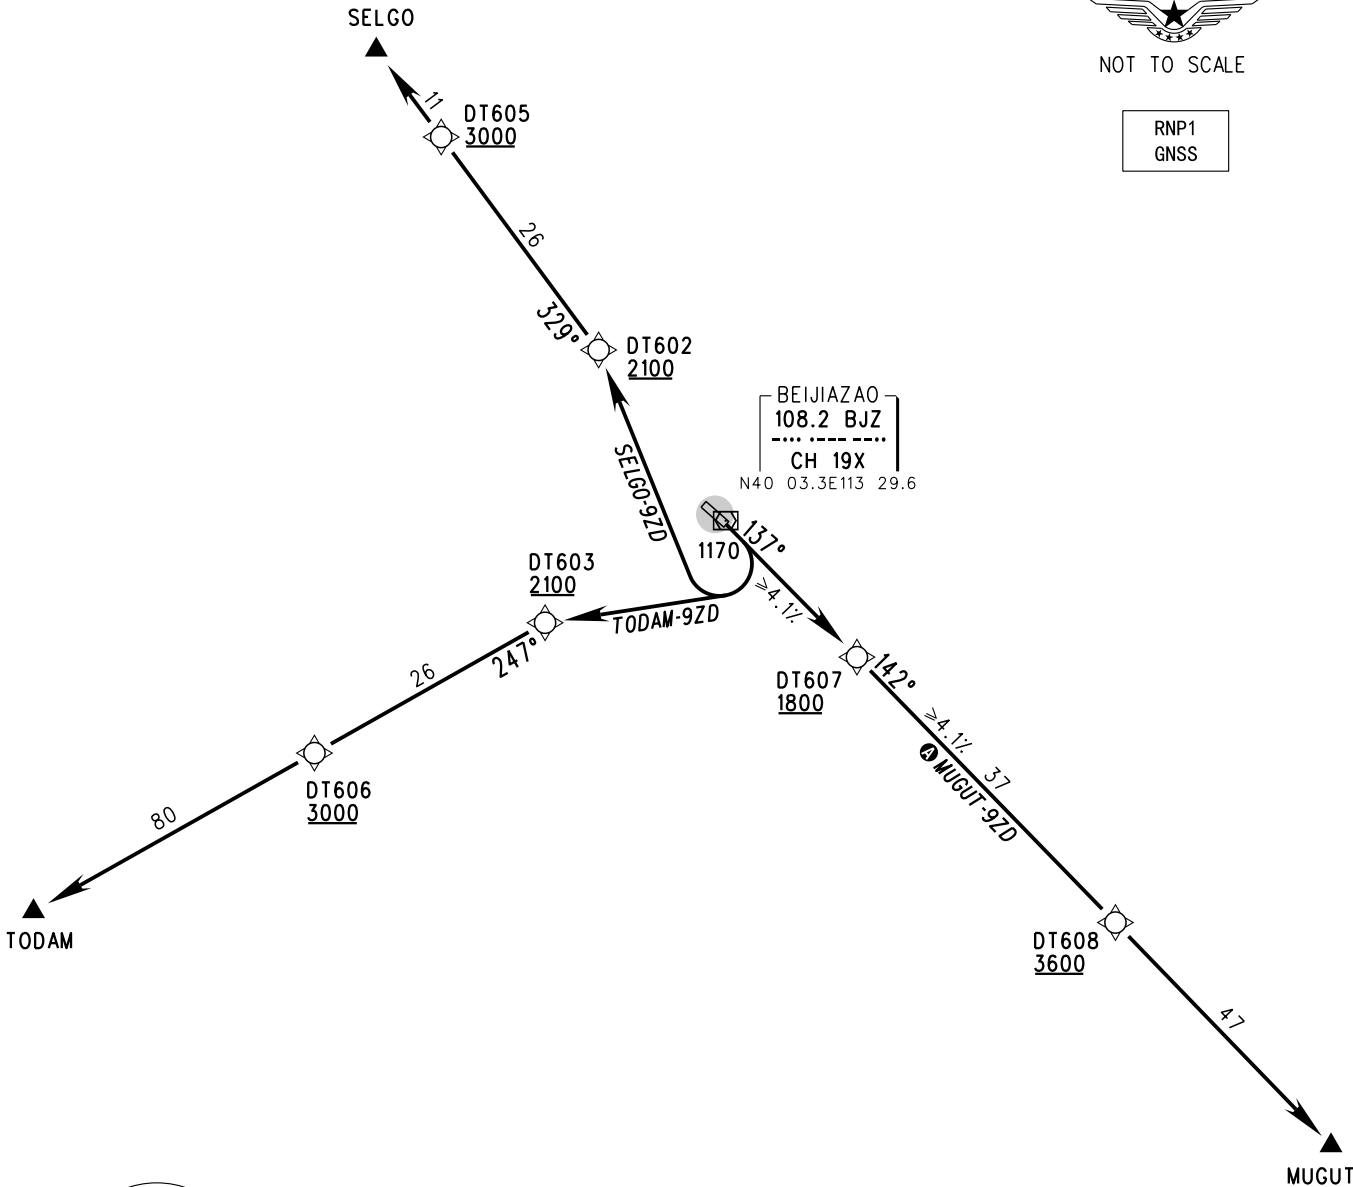 SELGO
NOT TO SCALE
RNP1
GNSS
11
DT605
3000
26
329°
DT602
2100
BEIJIAZAO
108.2 BJZ
CH 19X
N40 03.3E113 29.6
SELGO-9ZD
1170
137°
≥4.1%
DT603
2100
TODAM-9ZD
247°
26
DT607
1800
142°
≥4.1%
37
A MUGUT-9ZD
DT606
3000
80
TODAM
DT608
3600
47
MUGUT